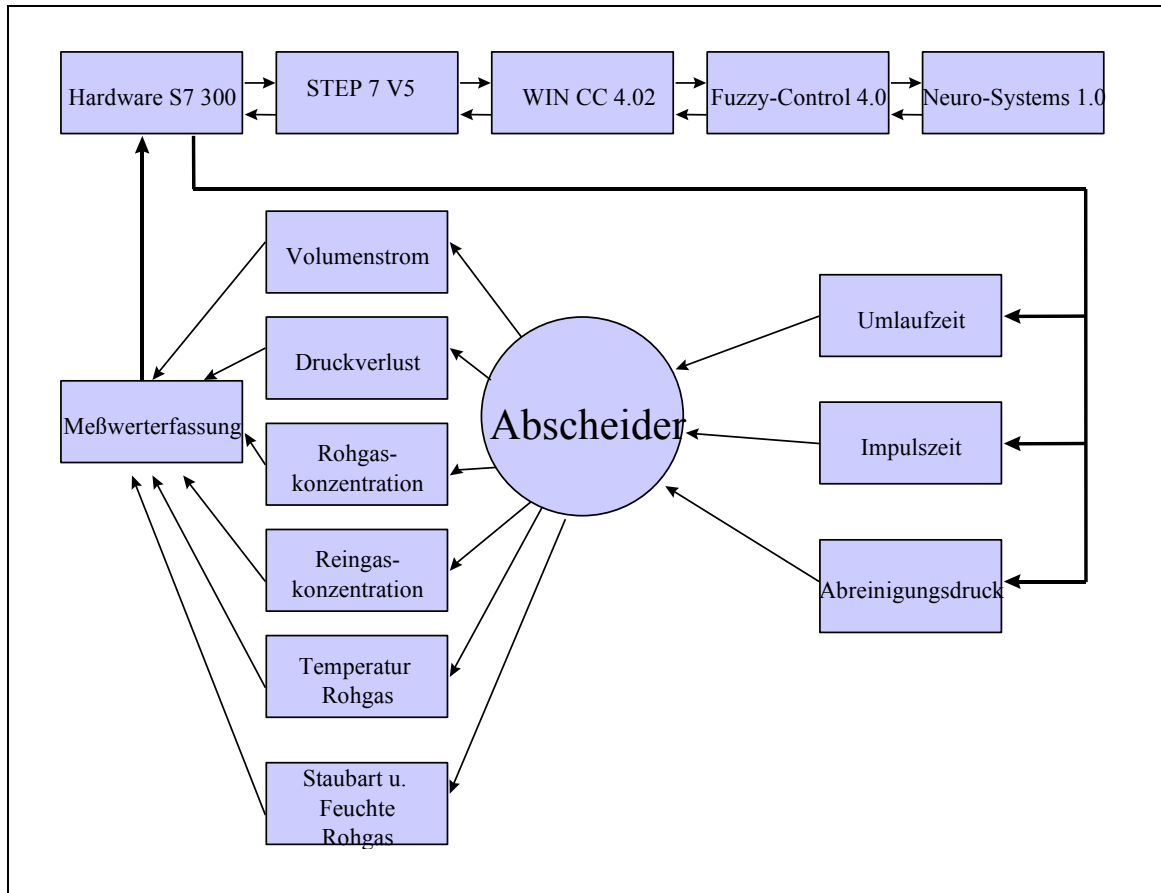 Hardware S7 300
STEP 7 V5
WIN CC 4.02
Fuzzy-Control 4.0
Neuro-Systems 1.0
Volumenstrom
Druckverlust
Meßwerterfassung
Rohgas-
konzentration
Reingas-
konzentration
Temperatur
Rohgas
Staubart u.
Feuchte
Rohgas
Abscheider
Umlaufzeit
Impulszeit
Abreinigungsdruck